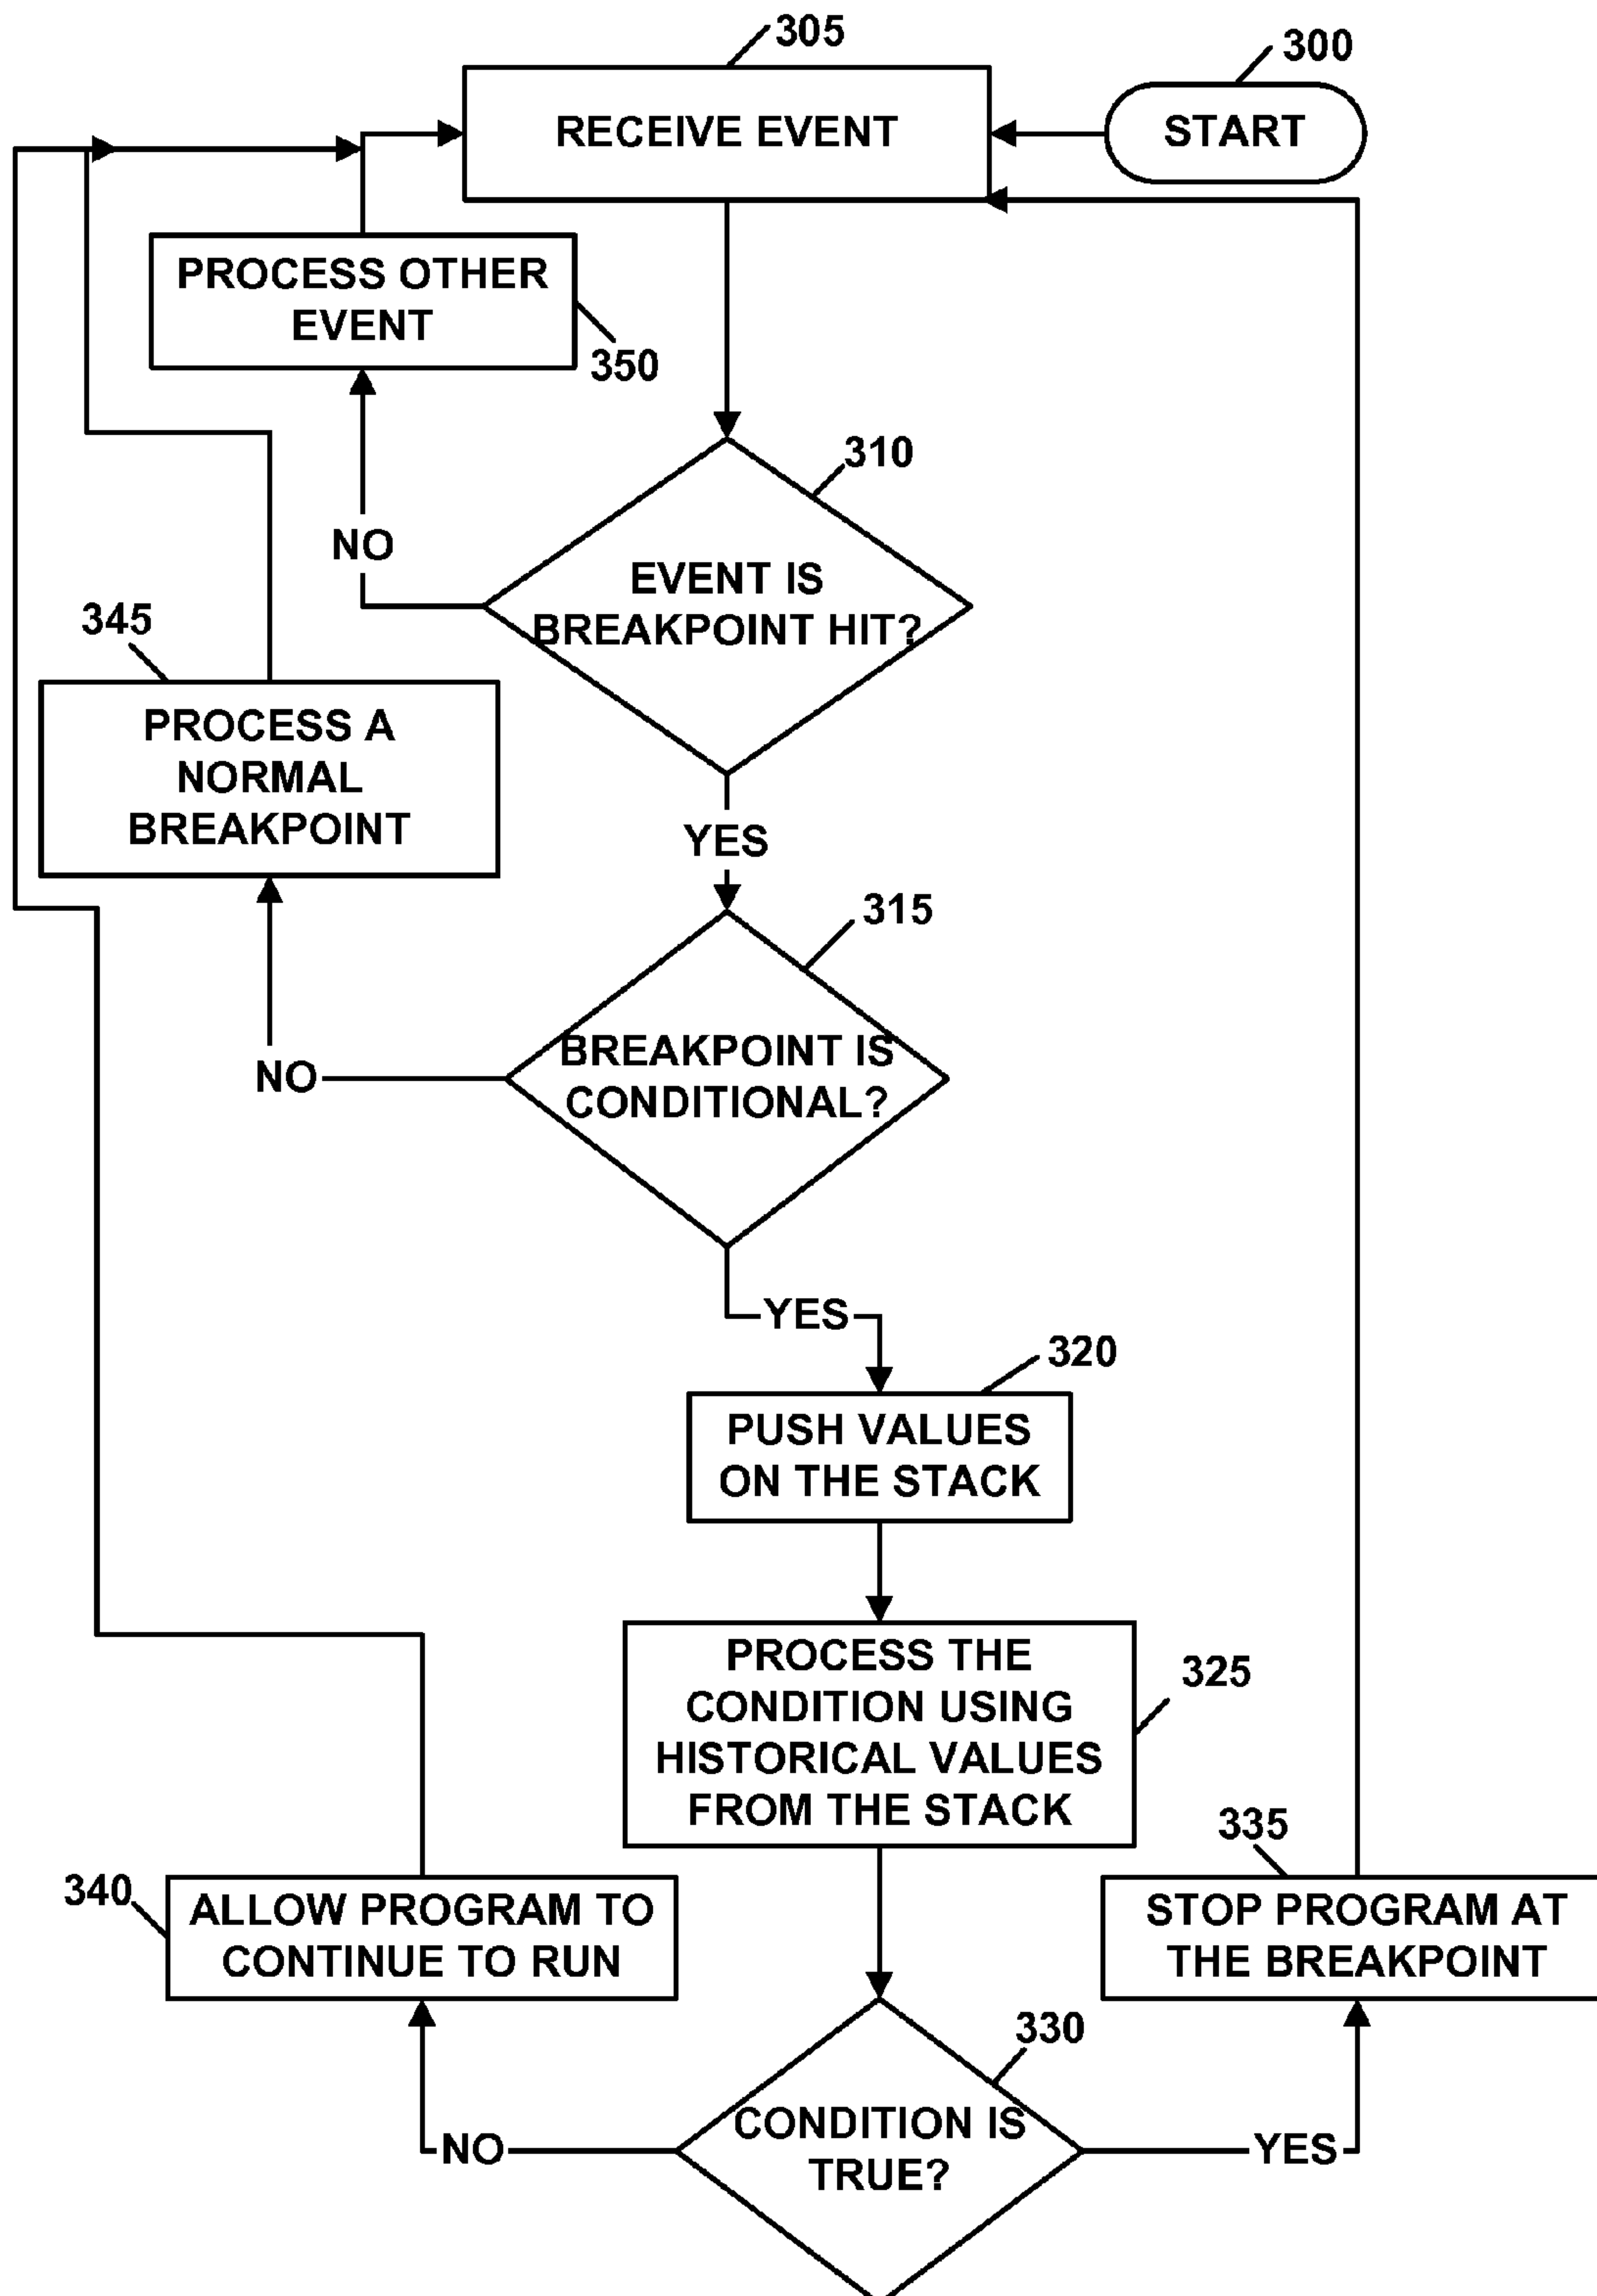 305
300
RECEIVE EVENT
START
PROCESS OTHER
EVENT
350
310
NO
EVENT IS
BREAKPOINT HIT?
345
PROCESS A
NORMAL
BREAKPOINT
YES
315
BREAKPOINT IS
CONDITIONAL?
NO
YES
320
PUSH VALUES
ON THE STACK
PROCESS THE
CONDITION USING
HISTORICAL VALUES
FROM THE STACK
325
335
340
ALLOW PROGRAM TO
CONTINUE TO RUN
STOP PROGRAM AT
THE BREAKPOINT
330
CONDITION IS
TRUE?
NO
YES